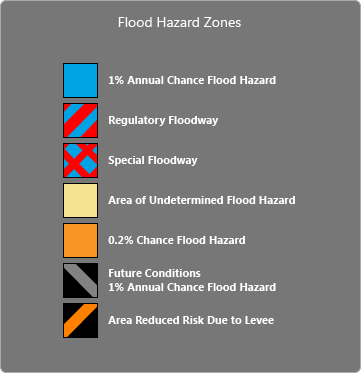 Flood Hazard Zones
1% Annual Chance Flood Hazard
Regulatory Floodway
Special Floodway
Area of Undetermined Flood Hazard
0.2% Chance Flood Hazard
Future Conditions
1% Annual Chance Flood Hazard
Area Reduced Risk Due to Levee